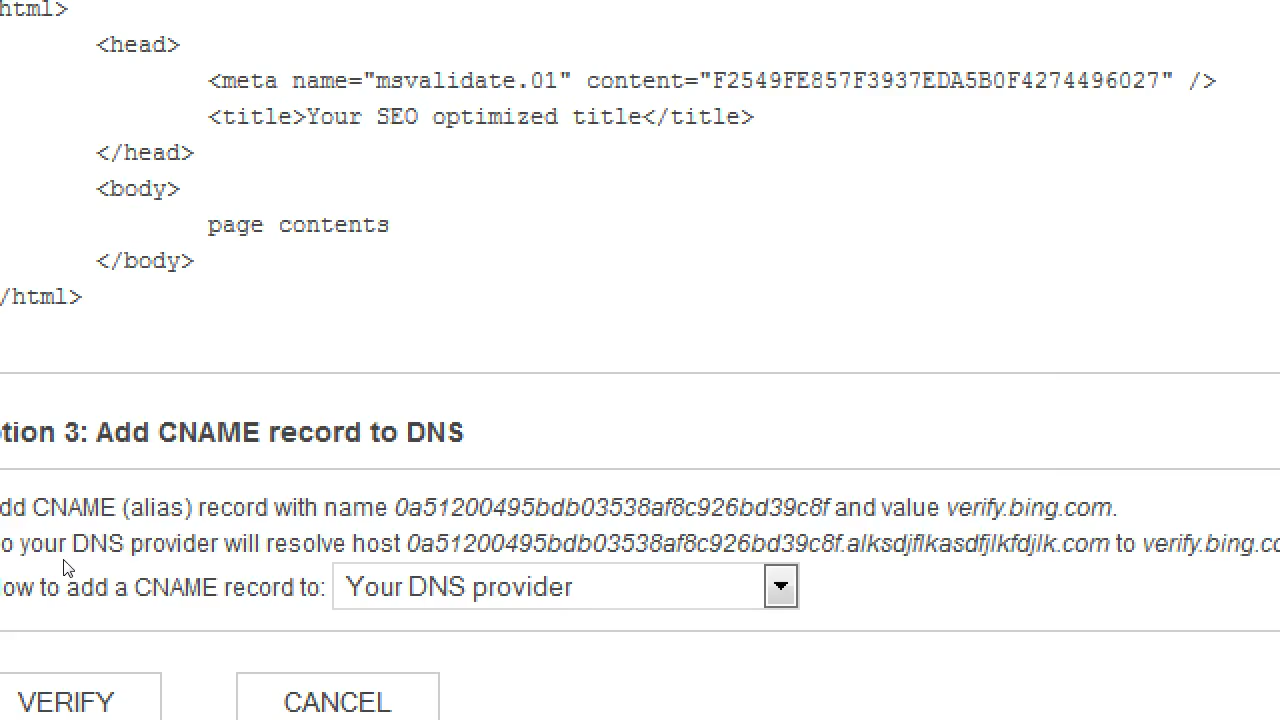 html>
<head>
<meta name="msvalidate.01" content="F2549FE857F3937EDA5B0F4274496027" />
<title>Your SEO optimized title</title>
</head>
<body>
page contents
</body>
/html>
tion 3: Add CNAME record to DNS
dd CNAME (alias) record with name 0a51200495bdb03538af8c926bd39c8f and value verify.bing.com.
o your DNS provider will resolve host 0a51200495bdb03538af8c926bd39c8f.alksdjflkasdfjlkfdjlk.com to verify.bing.co
ow to add a CNAME record to: Your DNS provider
VERIFY CANCEL